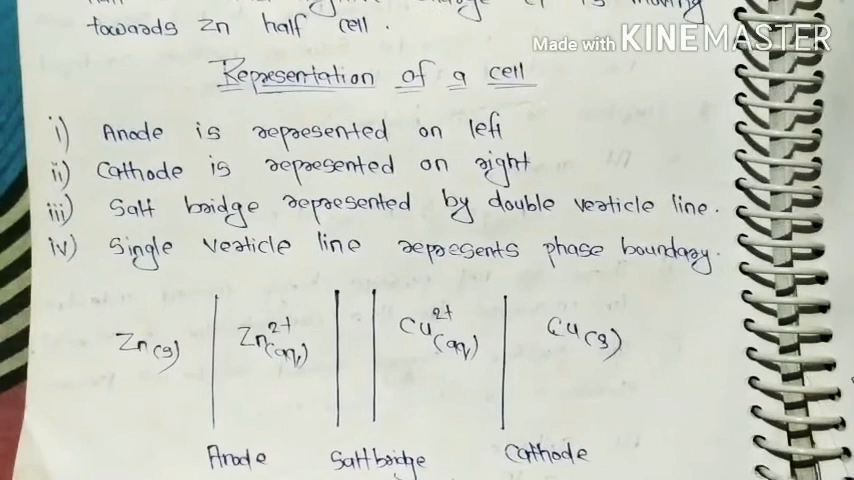 towards Zn half cell.
Made with KINEMASTER
Representation of a cell
i) Anode is represented on left
ii) Cathode is represented on right
iii) Salt bridge represented by double verticle line.
iv) Single verticle line represents phase boundary.
Zn(s) | Zn2+(aq) || Cu2+(aq) | Cu(s)
Anode Salt bridge Cathode